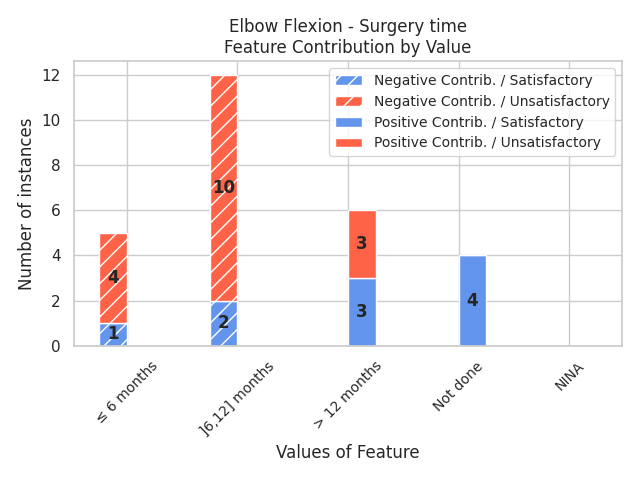 Elbow Flexion - Surgery time
Feature Contribution by Value
Negative Contrib. / Satisfactory
Negative Contrib. / Unsatisfactory
Positive Contrib. / Satisfactory
Positive Contrib. / Unsatisfactory
Number of instances
12
10
8
6
4
2
0
4
1
10
2
3
3
4
≤ 6 months
]6,12] months
> 12 months
Not done
NINA
Values of Feature